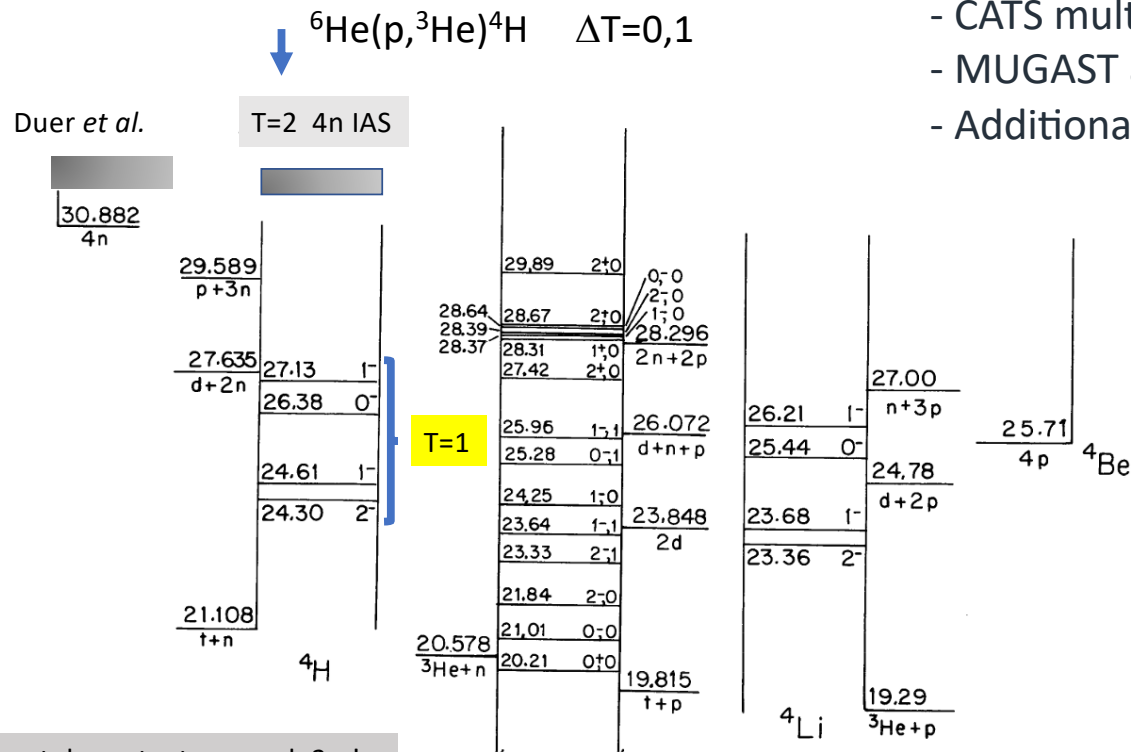 ⁶He(p,³He)⁴H ΔT=0,1
- CATS mult
- MUGAST
- Additiona
Duer et al.
T=2 4n IAS
30.882
4n
29.589
p+3n
27.635
d+2n
27.13 1-
26.38 0-
24.61 1-
24.30 2-
T=1
21.108
t+n
⁴H
29,89 2+,0
0,-0
2-,0
1-,0
28.64
28.39
28.37
28.67 2+,0
28.31 1+,0
27.42 2+,0
28.296
2n+2p
25.96 1-,1
25.28 0-,1
26.072
d+n+p
24,25 1-,0
23.64 1-,1
23.33 2-,1
23.848
2d
21.84 2-,0
21,01 0-,0
20.21 0+,0
20.578
³He+n
19.815
t+p
26.21 1-
25.44 0-
23.68 1-
23.36 2-
⁴Li
27.00
n+3p
24,78
d+2p
19.29
³He+p
25.71
4p
⁴Be